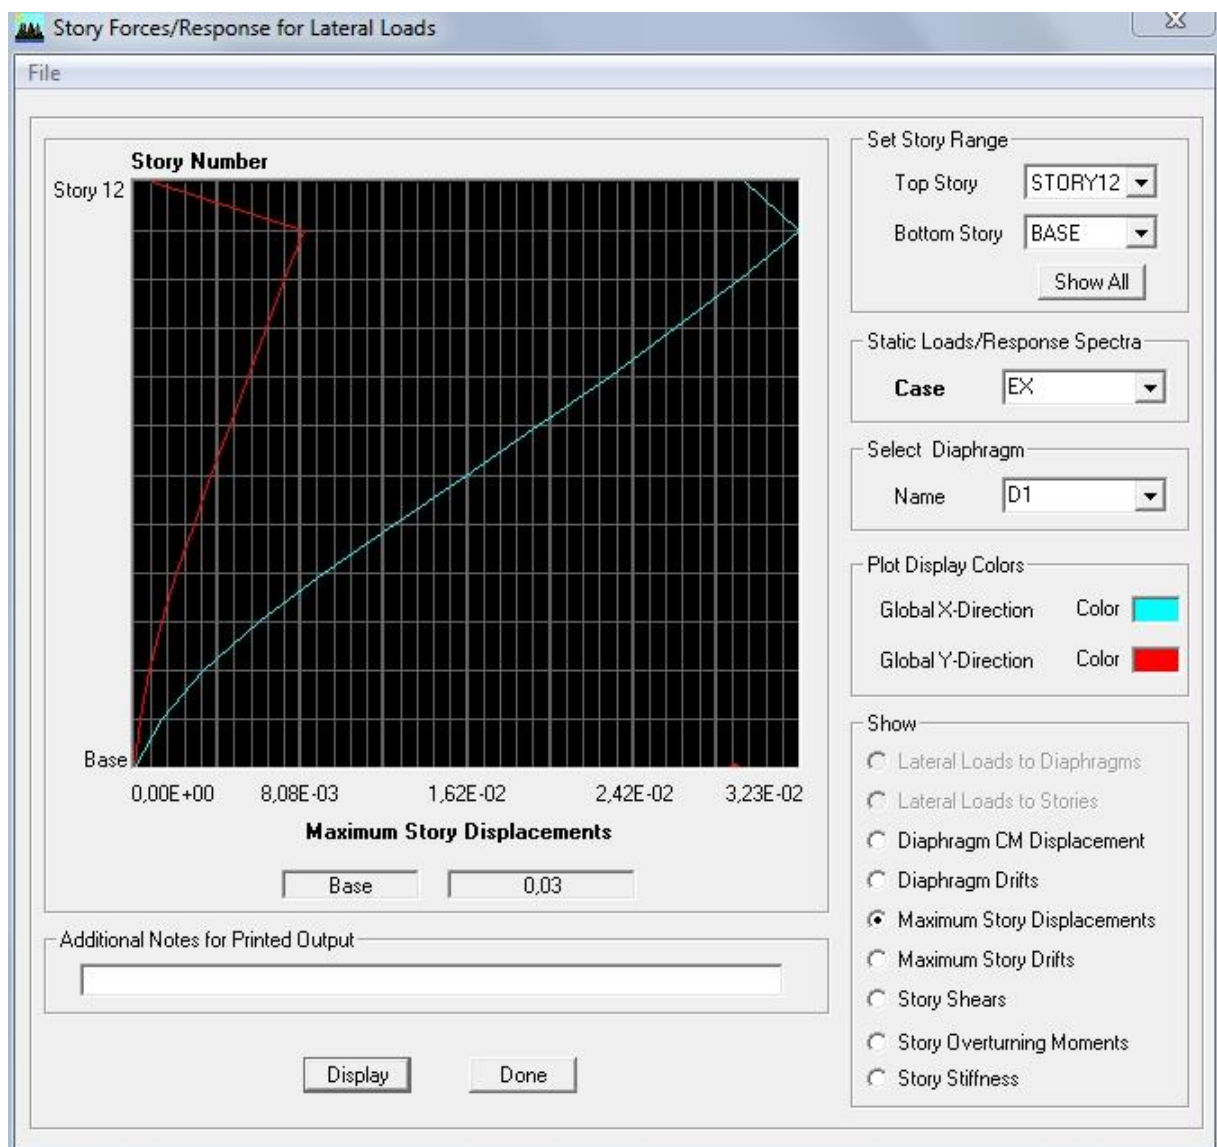 Story Forces/Response for Lateral Loads
File
Story Number
Story 12
Base
0,00E+00 8,08E-03 1,62E-02 2,42E-02 3,23E-02
Maximum Story Displacements
Base 0,03
Additional Notes for Printed Output
Display Done
Set Story Range
Top Story STORY12
Bottom Story BASE
Show All
Static Loads/Response Spectra
Case EX
Select Diaphragm
Name D1
Plot Display Colors
Global X-Direction Color
Global Y-Direction Color
Show
Lateral Loads to Diaphragms
Lateral Loads to Stories
Diaphragm CM Displacement
Diaphragm Drifts
Maximum Story Displacements
Maximum Story Drifts
Story Shears
Story Overturning Moments
Story Stiffness